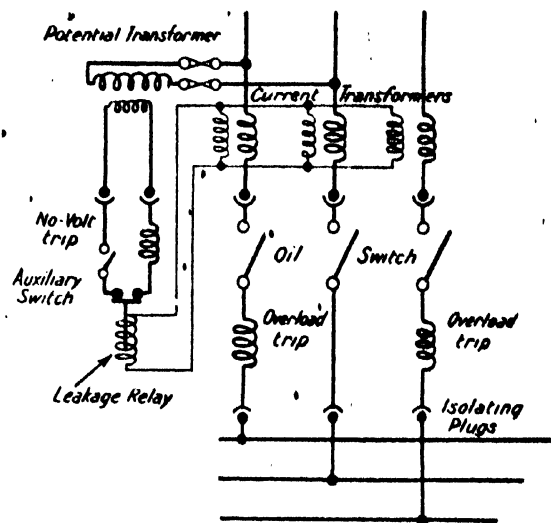 Potential Transformer
Current Transformers
No-Volt
trip
Auxiliary
Switch
Oil Switch
Overload
trip
Overload
trip
Leakage Relay
Isolating
Plugs